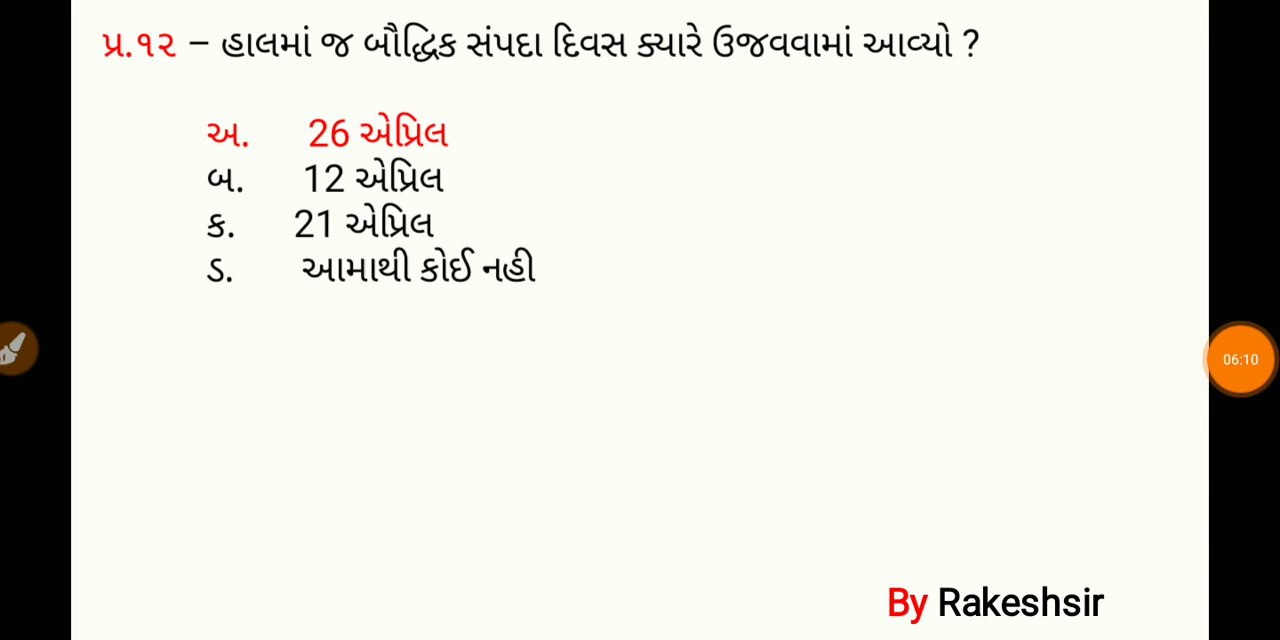 પ્ર.૧૨ – હાલમાં જ બૌદ્ધિક સંપદા દિવસ ક્યારે ઉજવવામાં આવ્યો ?
અ. 26 એપ્રિલ
બ. 12 એપ્રિલ
ક. 21 એપ્રિલ
ડ. આમાથી કોઈ નહી
06:10
By Rakeshsir